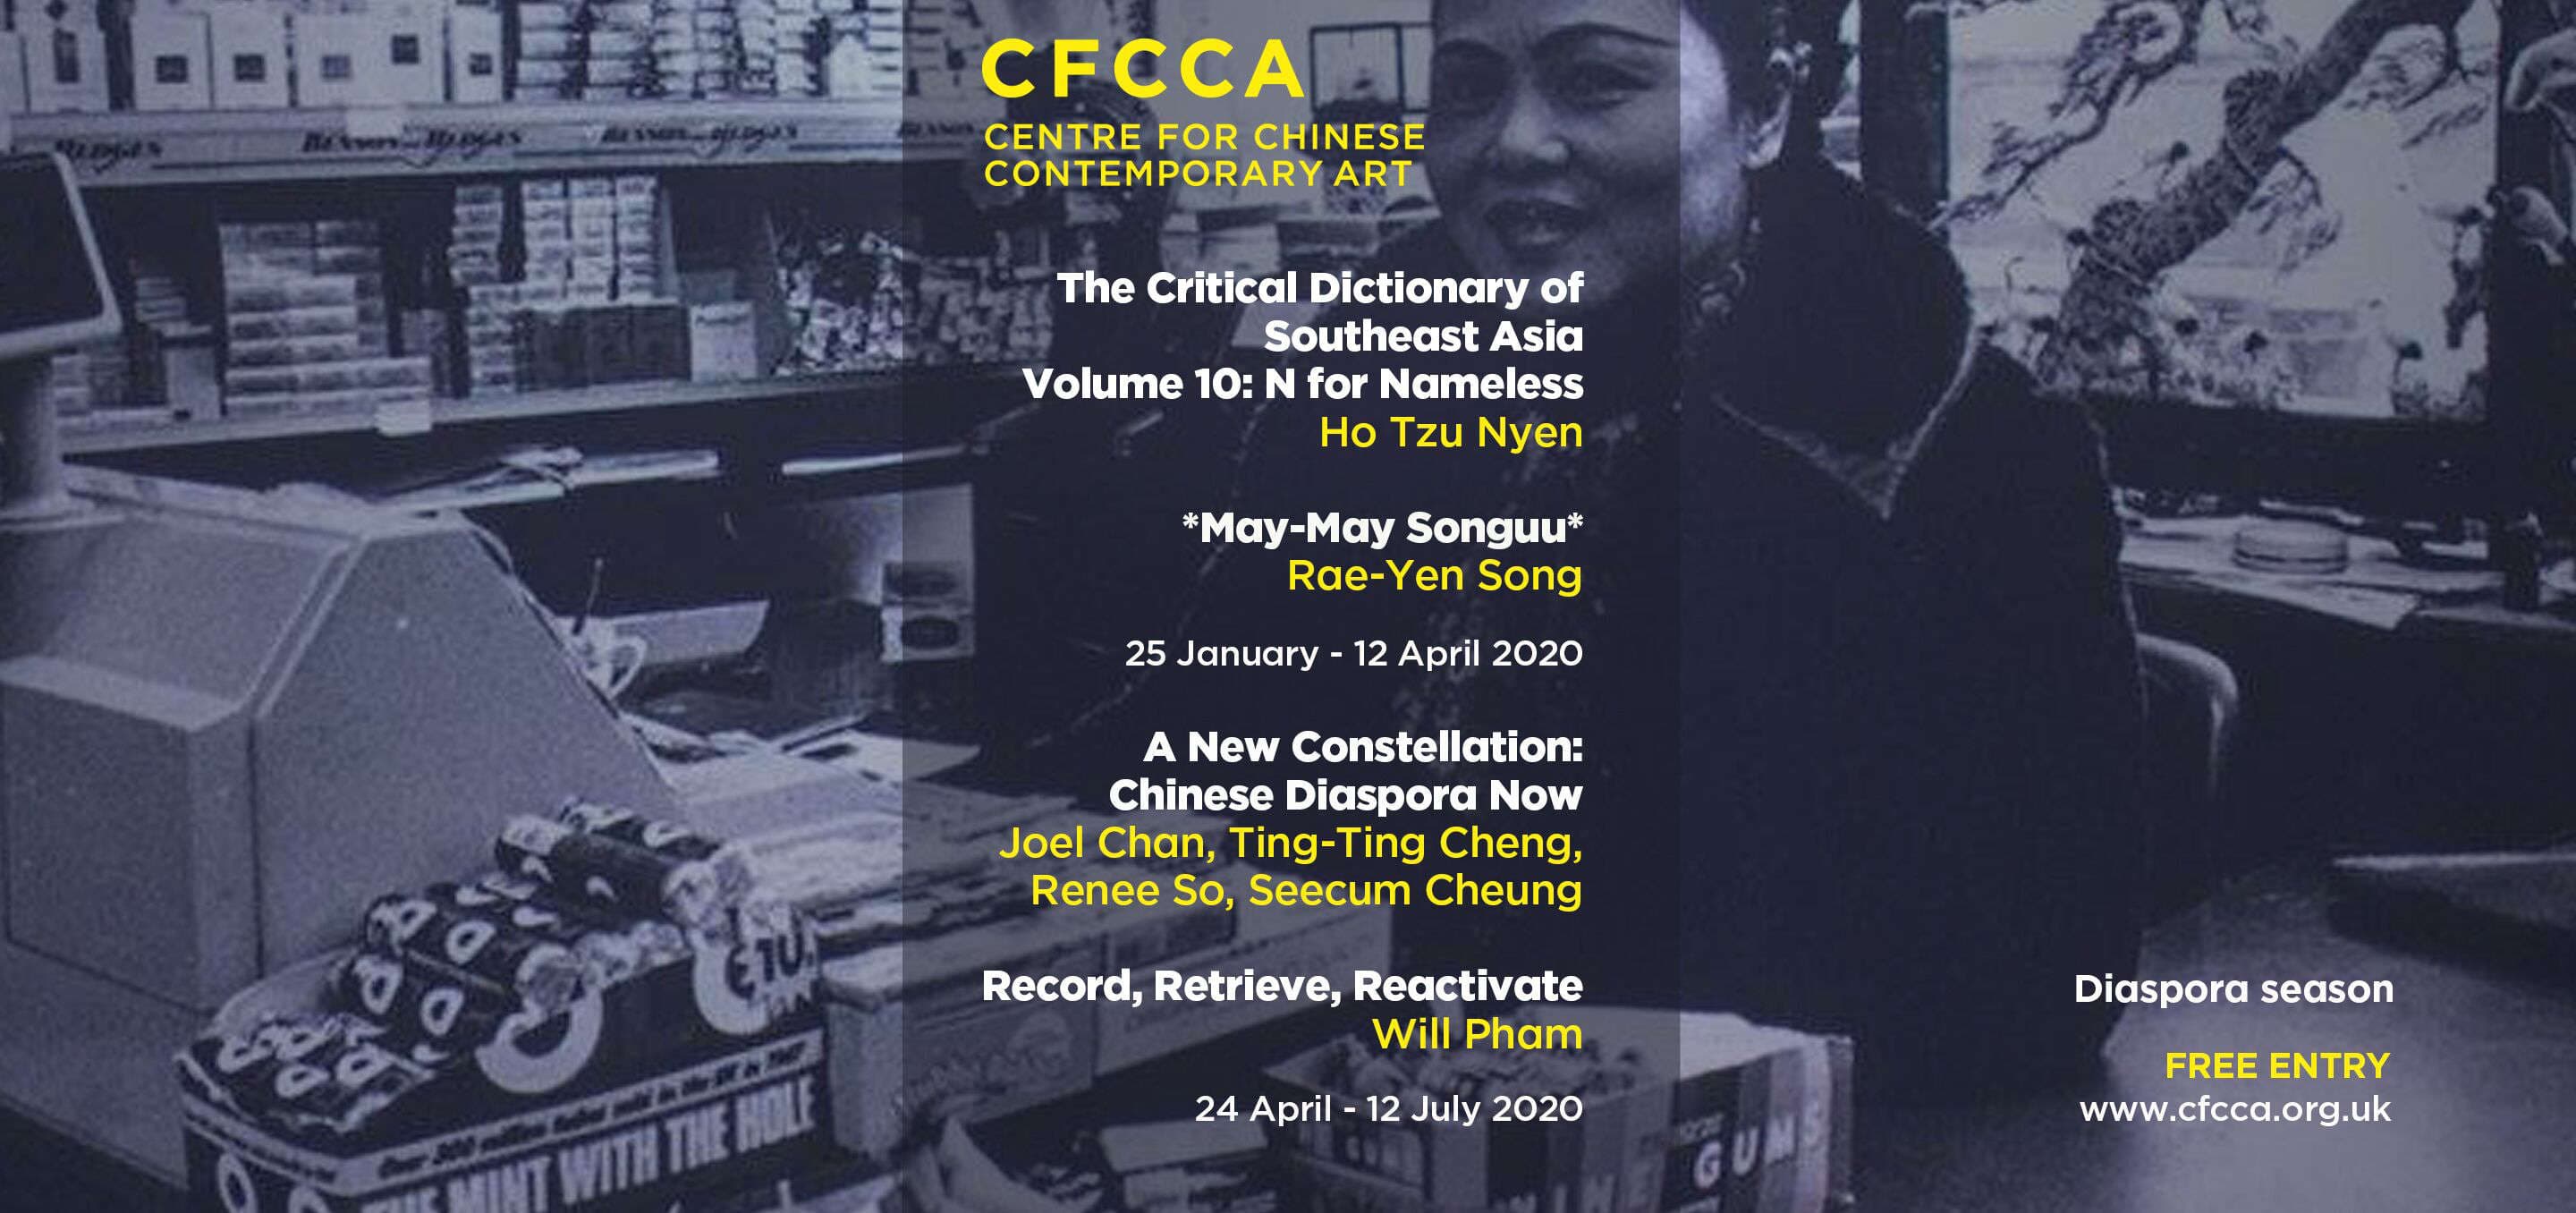 CFCCA
CENTRE FOR CHINESE
CONTEMPORARY ART
The Critical Dictionary of
Southeast Asia
Volume 10: N for Nameless
Ho Tzu Nyen
*May-May Songuu*
Rae-Yen Song
25 January - 12 April 2020
A New Constellation:
Chinese Diaspora Now
Joel Chan, Ting-Ting Cheng,
Renee So, Seecum Cheung
Record, Retrieve, Reactivate
Will Pham
24 April - 12 July 2020
Diaspora season
FREE ENTRY
www.cfcca.org.uk
MINT WITH THE HOLE
GUMS